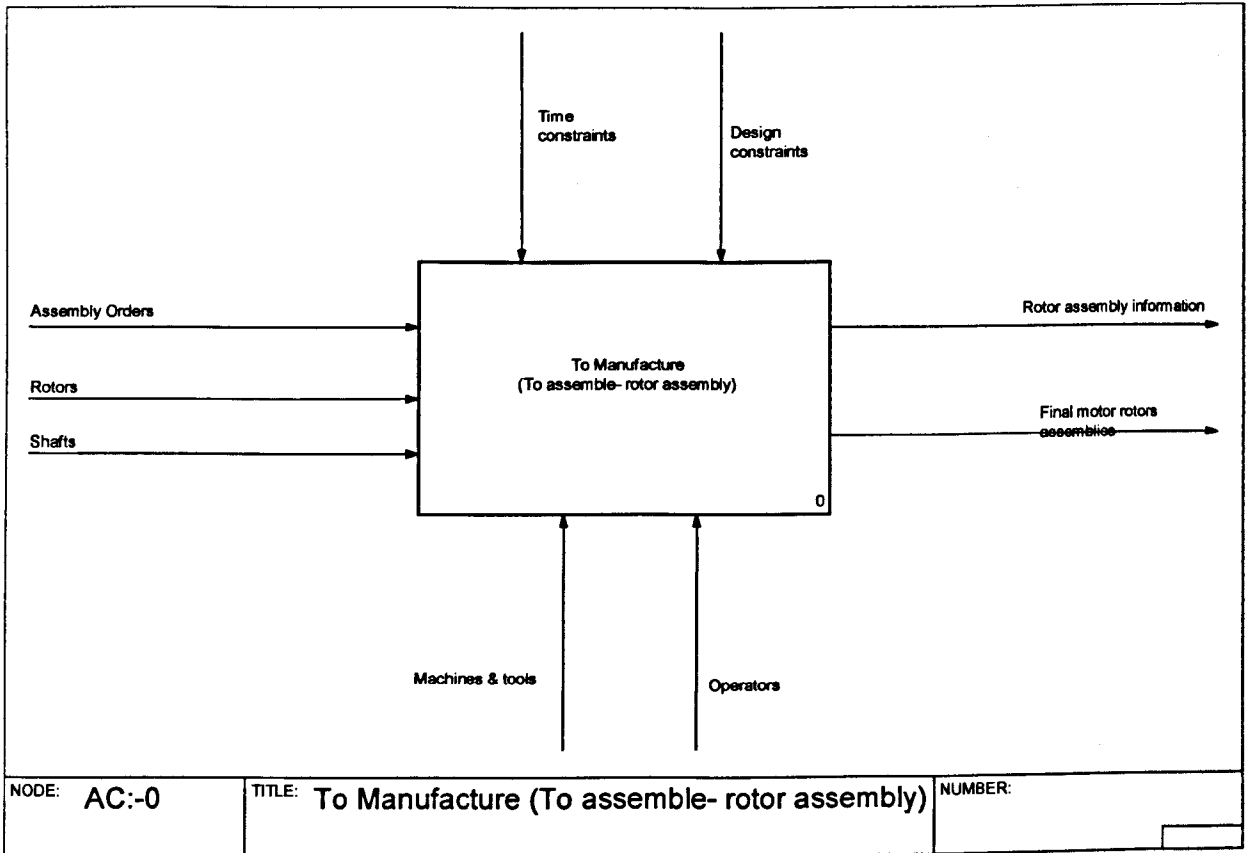 Time
constraints
Design
constraints
Assembly Orders
Rotor assembly information
To Manufacture
(To assemble- rotor assembly)
Rotors
Final motor rotors
assemblies
Shafts
0
Machines & tools
Operators
NODE: AC:-0
TITLE: To Manufacture (To assemble- rotor assembly)
NUMBER: